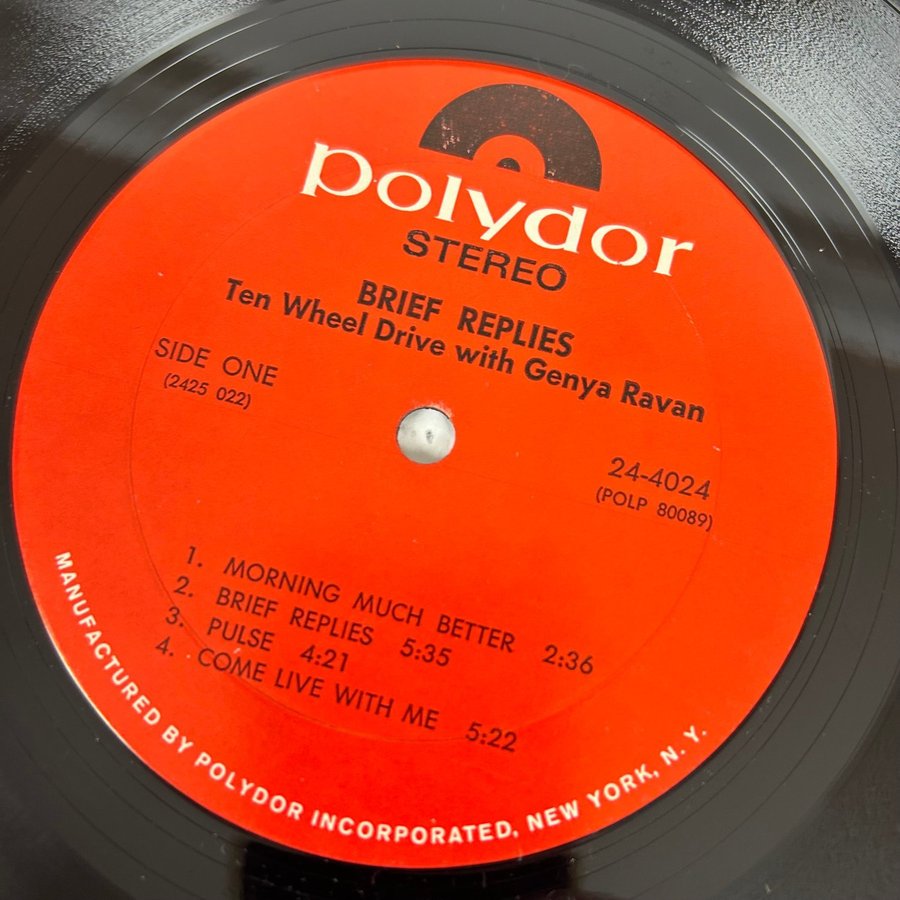 polydor
STEREO
BRIEF REPLIES
Ten Wheel Drive with Genya Ravan
SIDE ONE
(2425 022)
24-4024
(POLP 80089)
1. MORNING MUCH BETTER 2:36
2. BRIEF REPLIES 5:35
3. PULSE 4:21
4. COME LIVE WITH ME 5:22
MANUFACTURED BY POLYDOR INCORPORATED, NEW YORK, N. Y.